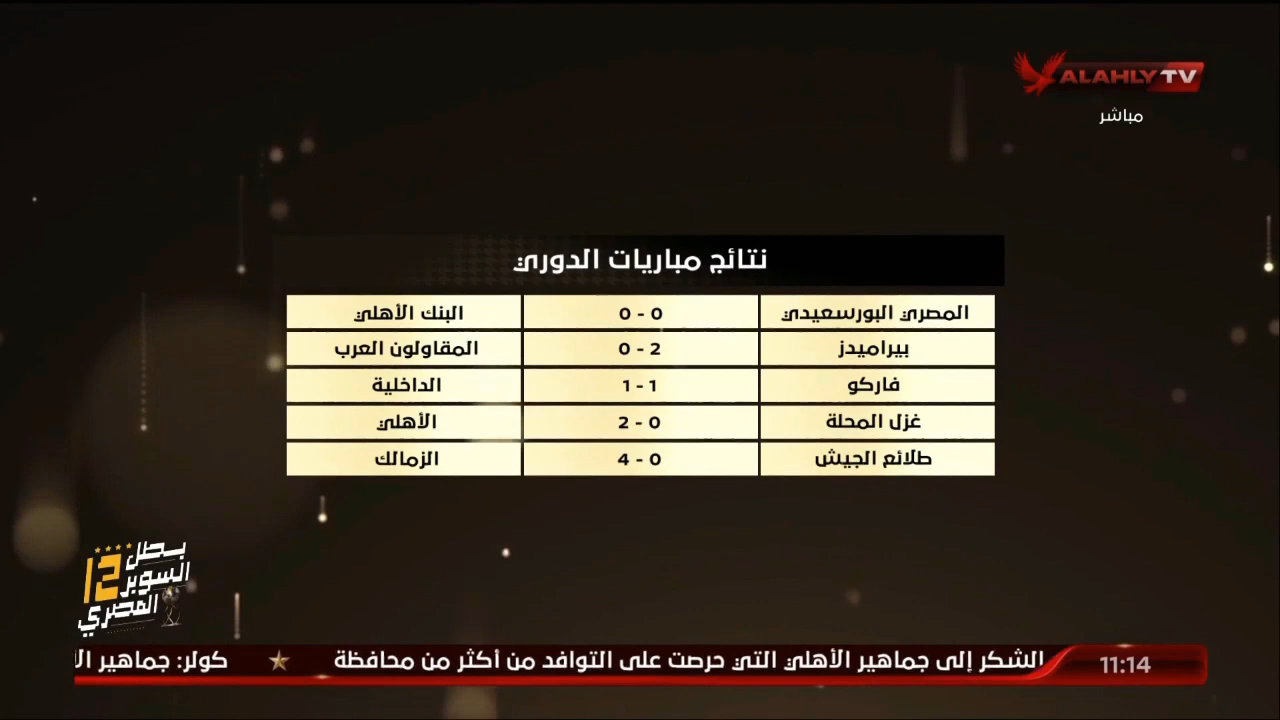 ALAHLY TV
مباشر
نتائج مباريات الدوري
المصري البورسعيدي 0 - 0 البنك الأهلي
بيراميدز 2 - 0 المقاولون العرب
فاركو 1 - 1 الداخلية
غزل المحلة 0 - 2 الأهلي
طلائع الجيش 0 - 4 الزمالك
بطل
السوبر 12
المصري
11:14 الشكر إلى جماهير الأهلي التي حرصت على التوافد من أكثر من محافظة ★ كولر: جماهير